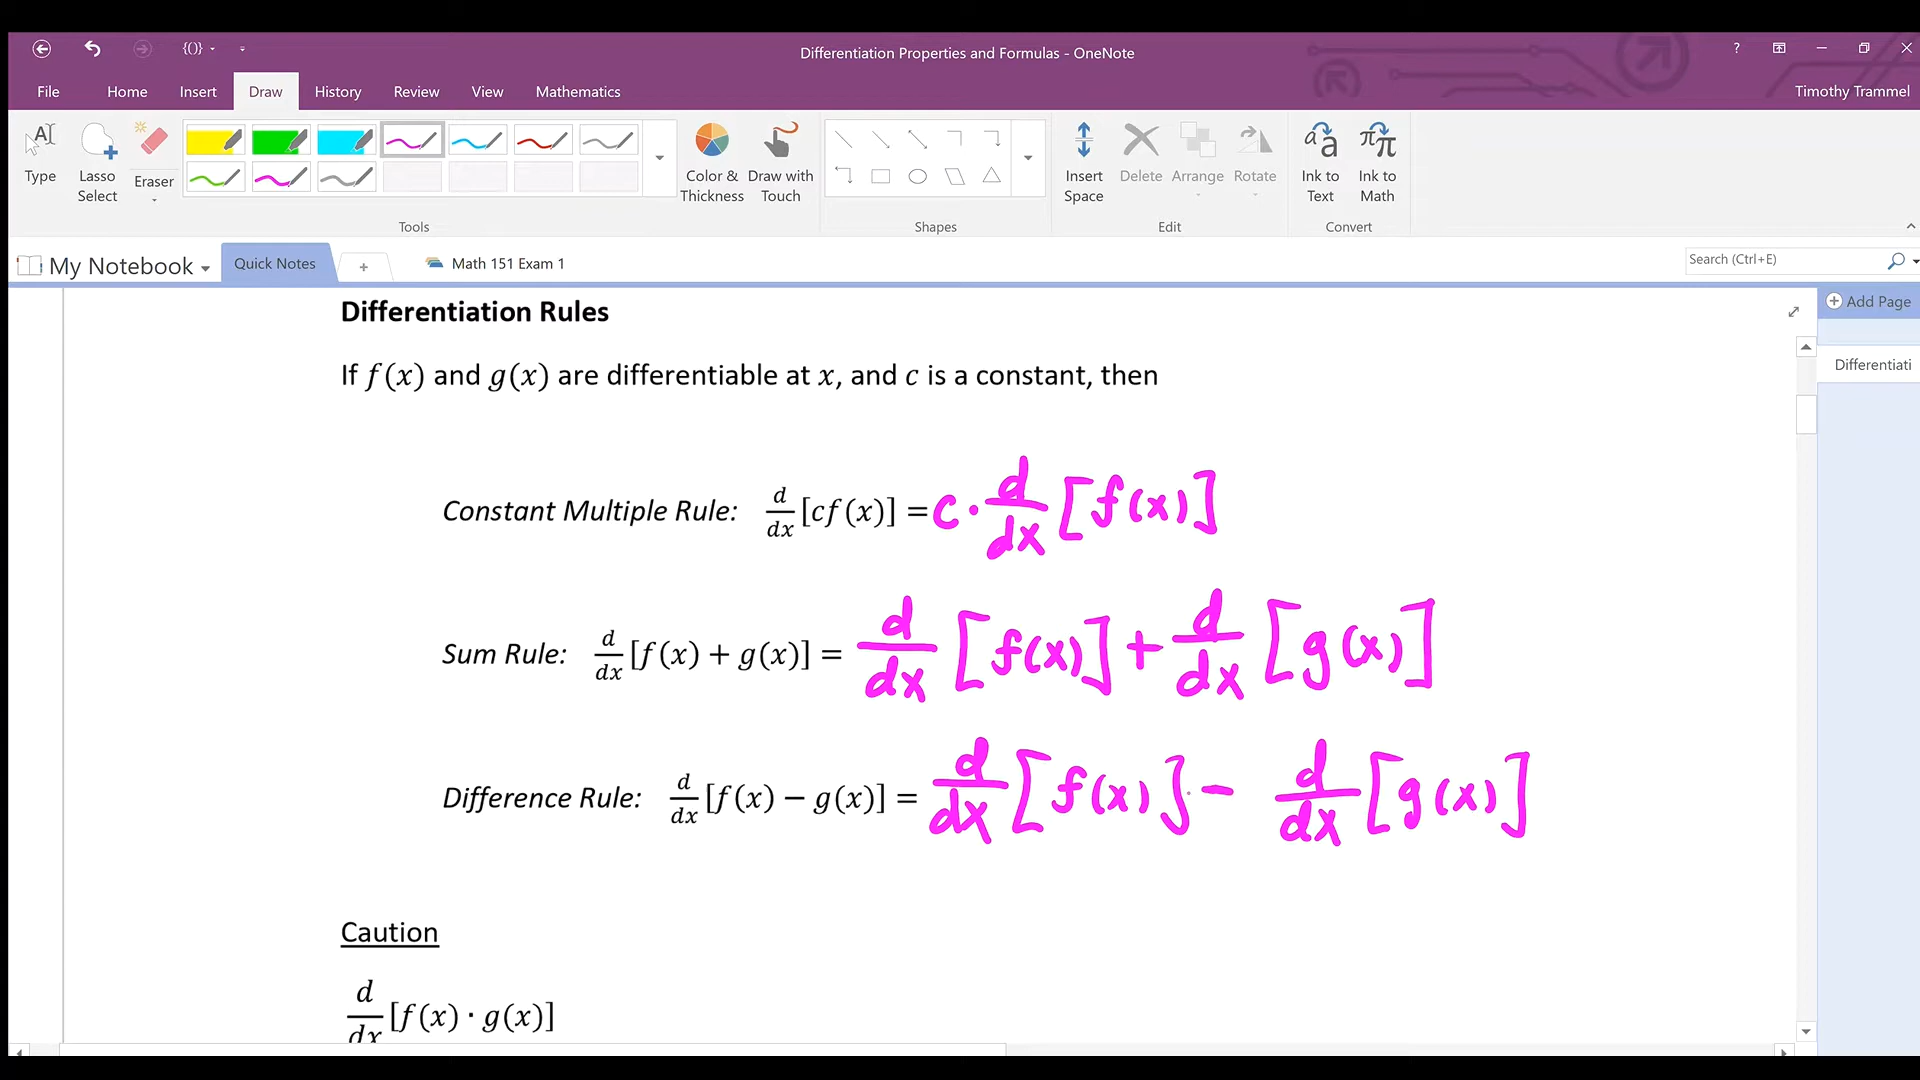 Differentiation Properties and Formulas - OneNote
?
File Home Insert Draw History Review View Mathematics
Timothy Trammel
Type
Lasso Select
Eraser
Color & Thickness
Draw with Touch
Insert Space
Delete
Arrange
Rotate
Ink to Text
Ink to Math
Tools
Shapes
Edit
Convert
My Notebook
Quick Notes
+
Math 151 Exam 1
Search (Ctrl+E)
Add Page
Differentiati
Differentiation Rules
If f(x) and g(x) are differentiable at x, and c is a constant, then
Constant Multiple Rule: d/dx [cf(x)] = c · d/dx [f(x)]
Sum Rule: d/dx [f(x) + g(x)] = d/dx [f(x)] + d/dx [g(x)]
Difference Rule: d/dx [f(x) − g(x)] = d/dx [f(x)] − d/dx [g(x)]
Caution
d/dx [f(x) · g(x)]